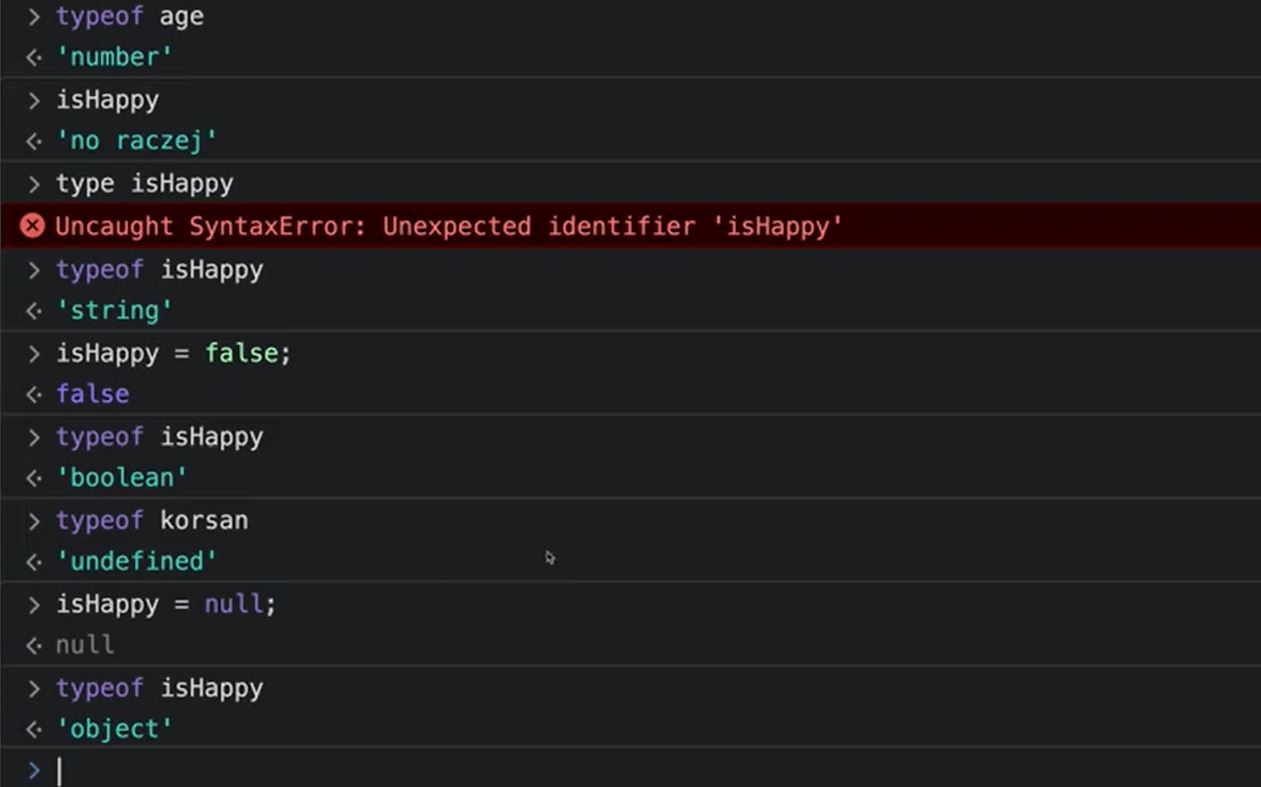 > typeof age
<· 'number'
> isHappy
<· 'no raczej'
> type isHappy
Uncaught SyntaxError: Unexpected identifier 'isHappy'
> typeof isHappy
<· 'string'
> isHappy = false;
<· false
> typeof isHappy
<· 'boolean'
> typeof korsan
<· 'undefined'
> isHappy = null;
<· null
> typeof isHappy
<· 'object'
>